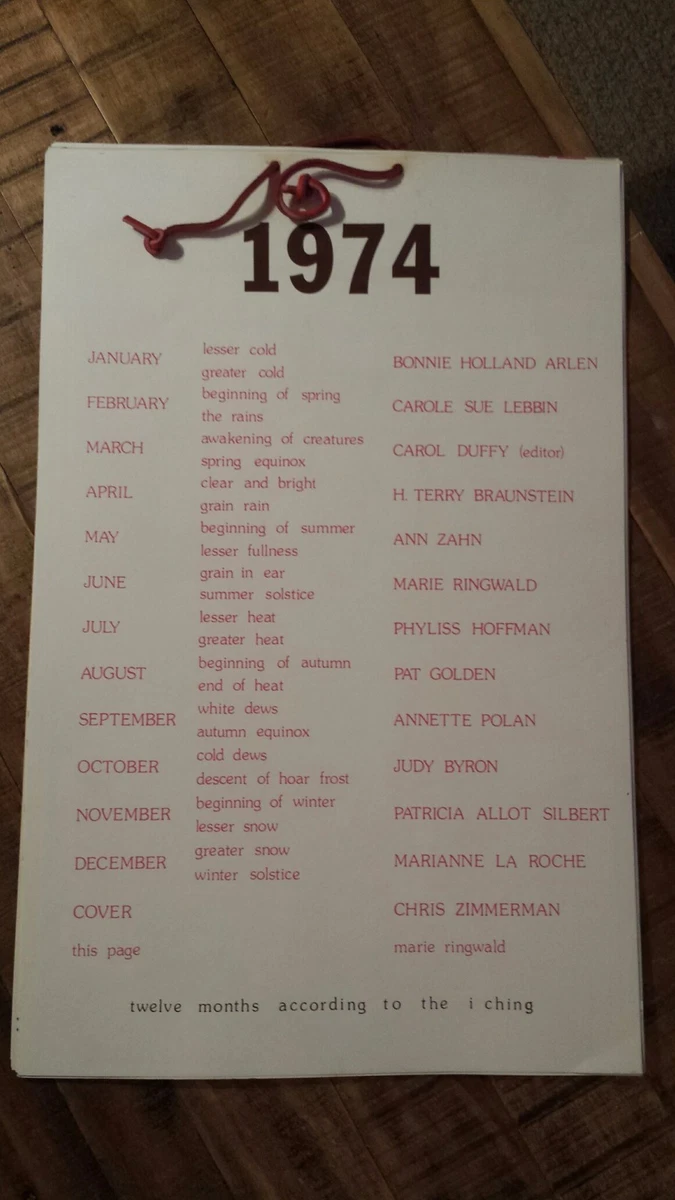 1974
JANUARY lesser cold BONNIE HOLLAND ARLEN
greater cold
FEBRUARY beginning of spring CAROLE SUE LEBBIN
the rains
MARCH awakening of creatures CAROL DUFFY (editor)
spring equinox
APRIL clear and bright H. TERRY BRAUNSTEIN
grain rain
MAY beginning of summer ANN ZAHN
lesser fullness
JUNE grain in ear MARIE RINGWALD
summer solstice
JULY lesser heat PHYLISS HOFFMAN
greater heat
AUGUST beginning of autumn PAT GOLDEN
end of heat
SEPTEMBER white dews ANNETTE POLAN
autumn equinox
OCTOBER cold dews JUDY BYRON
descent of hoar frost
NOVEMBER beginning of winter PATRICIA ALLOT SILBERT
lesser snow
DECEMBER greater snow MARIANNE LA ROCHE
winter solstice
COVER CHRIS ZIMMERMAN
this page marie ringwald
twelve months according to the i ching